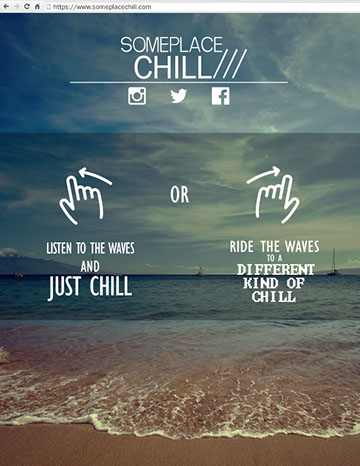 https://www.someplacechill.com
SOMEPLACE
CHILL///
OR
LISTEN TO THE WAVES
AND
JUST CHILL
RIDE THE WAVES
TO A
DIFFERENT
KIND OF
CHILL